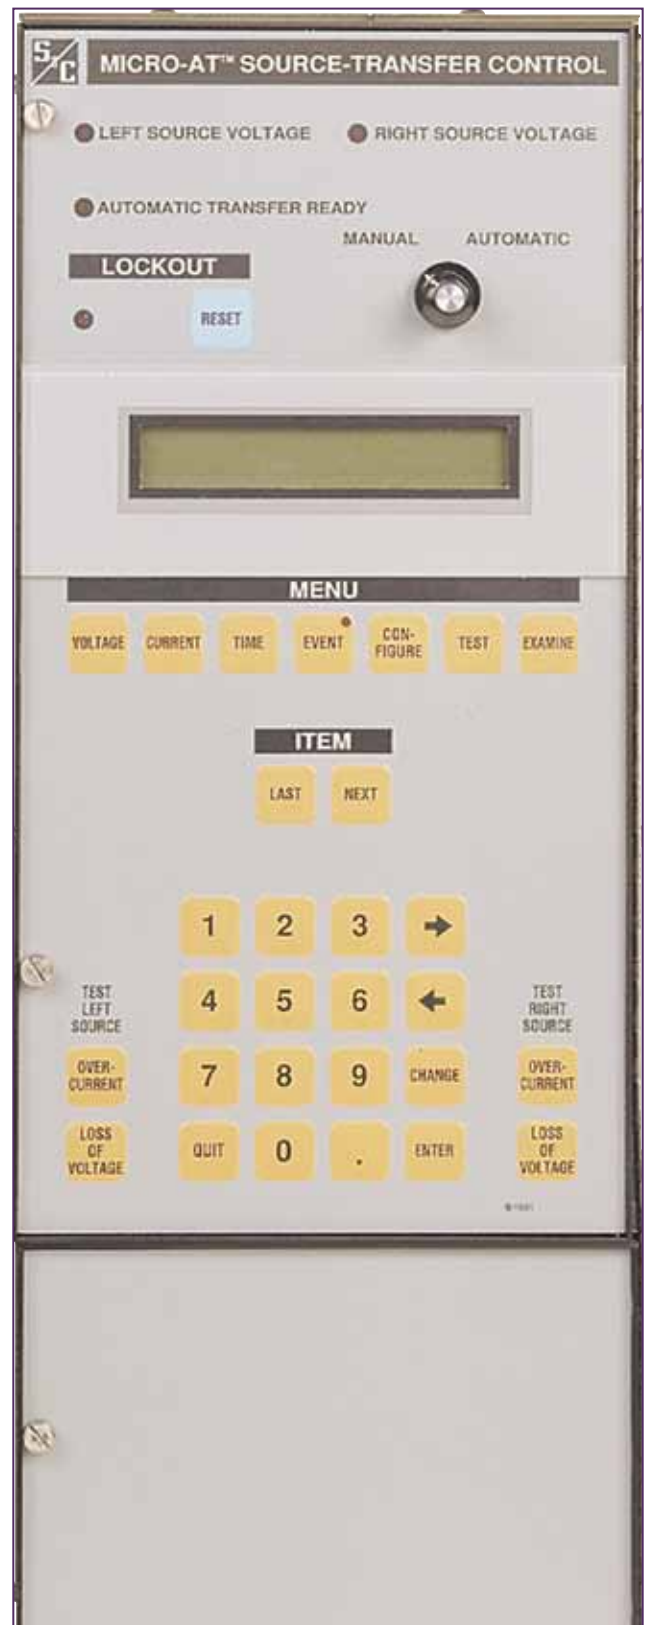 S&C MICRO-AT™ SOURCE-TRANSFER CONTROL
LEFT SOURCE VOLTAGE RIGHT SOURCE VOLTAGE
AUTOMATIC TRANSFER READY
MANUAL AUTOMATIC
LOCKOUT
RESET
MENU
VOLTAGE CURRENT TIME EVENT CON-
FIGURE TEST EXAMINE
ITEM
LAST NEXT
1 2 3 →
4 5 6 ←
7 8 9 CHANGE
QUIT 0 . ENTER
TEST
LEFT
SOURCE
OVER-
CURRENT
LOSS
OF
VOLTAGE
TEST
RIGHT
SOURCE
OVER-
CURRENT
LOSS
OF
VOLTAGE